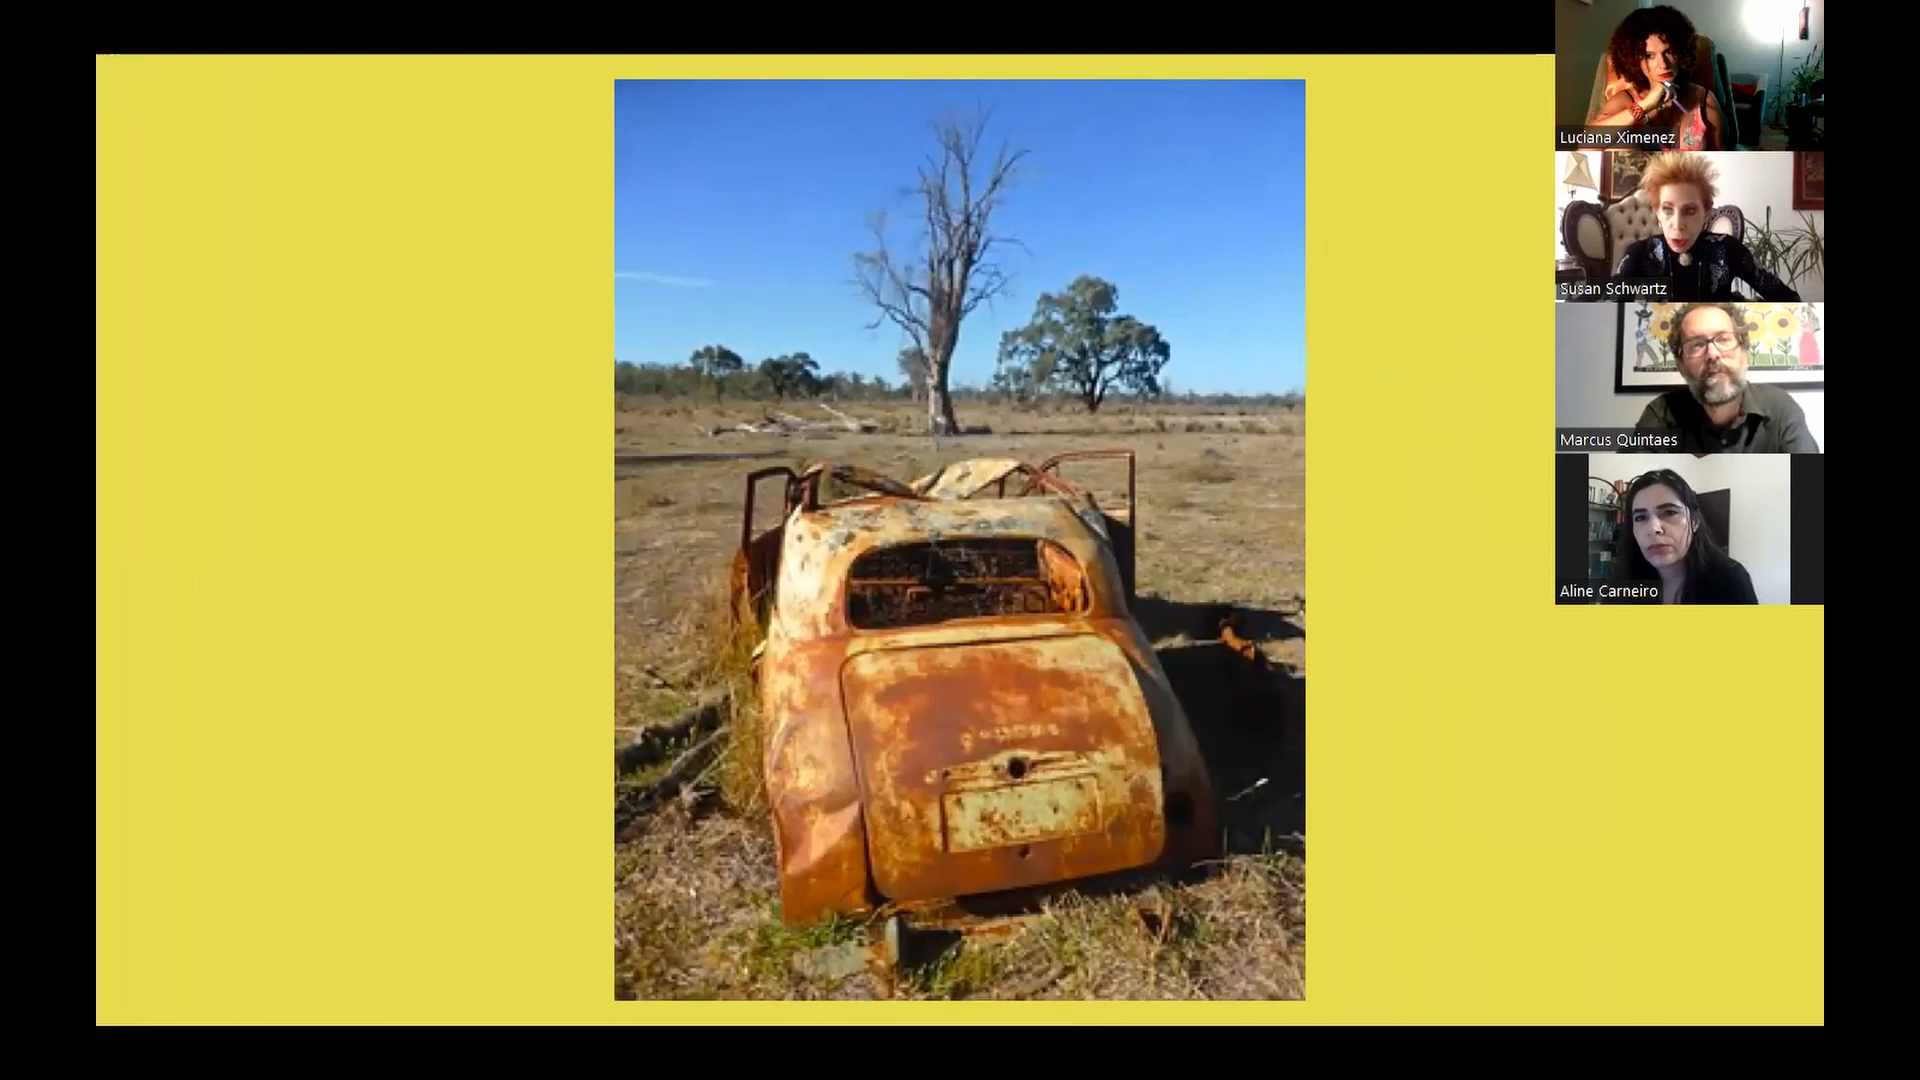 Luciana Ximenez
Susan Schwartz
Marcus Quintaes
Aline Carneiro